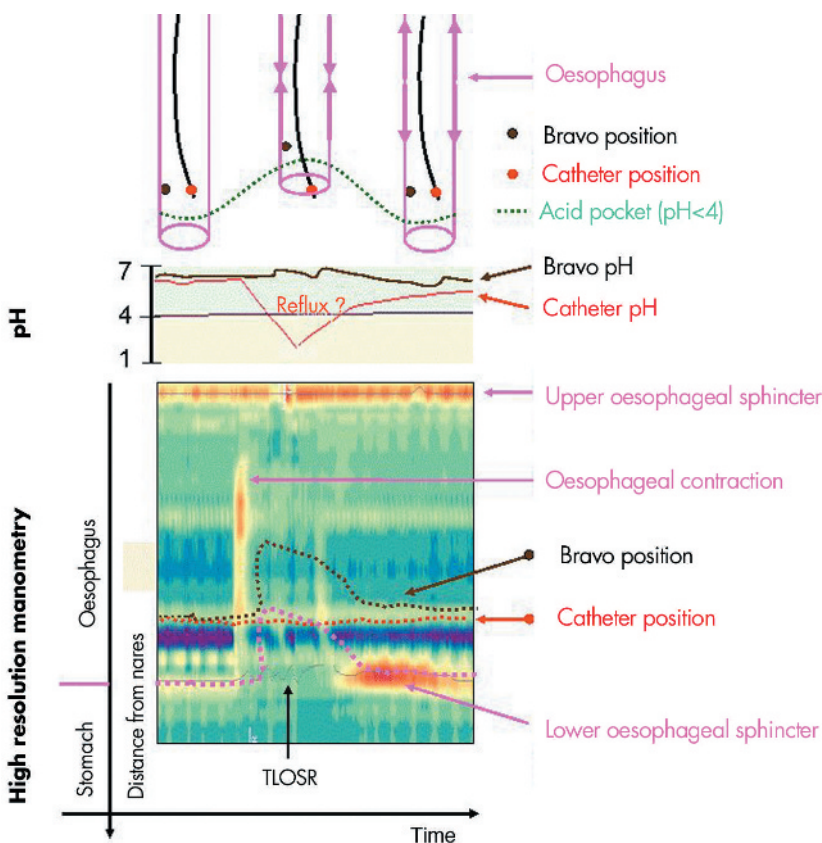 Oesophagus
Bravo position
Catheter position
Acid pocket (pH<4)
7
4
1
pH
Reflux ?
Bravo pH
Catheter pH
Upper oesophageal sphincter
Oesophageal contraction
Bravo position
Catheter position
Lower oesophageal sphincter
High resolution manometry
Oesophagus
Stomach
Distance from nares
TLOSR
Time